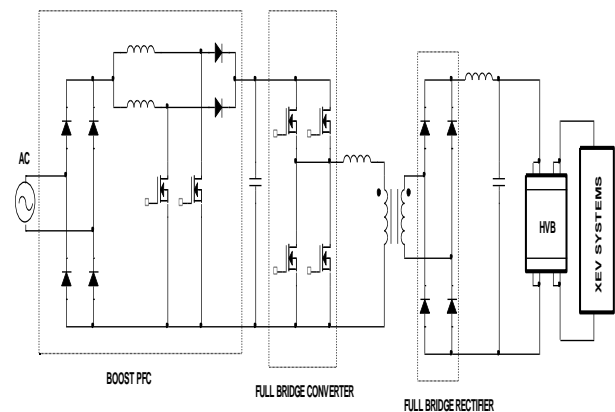 AC
HVB
XEV SYSTEMS
BOOST PFC
FULL BRIDGE CONVERTER
FULL BRIDGE RECTIFIER